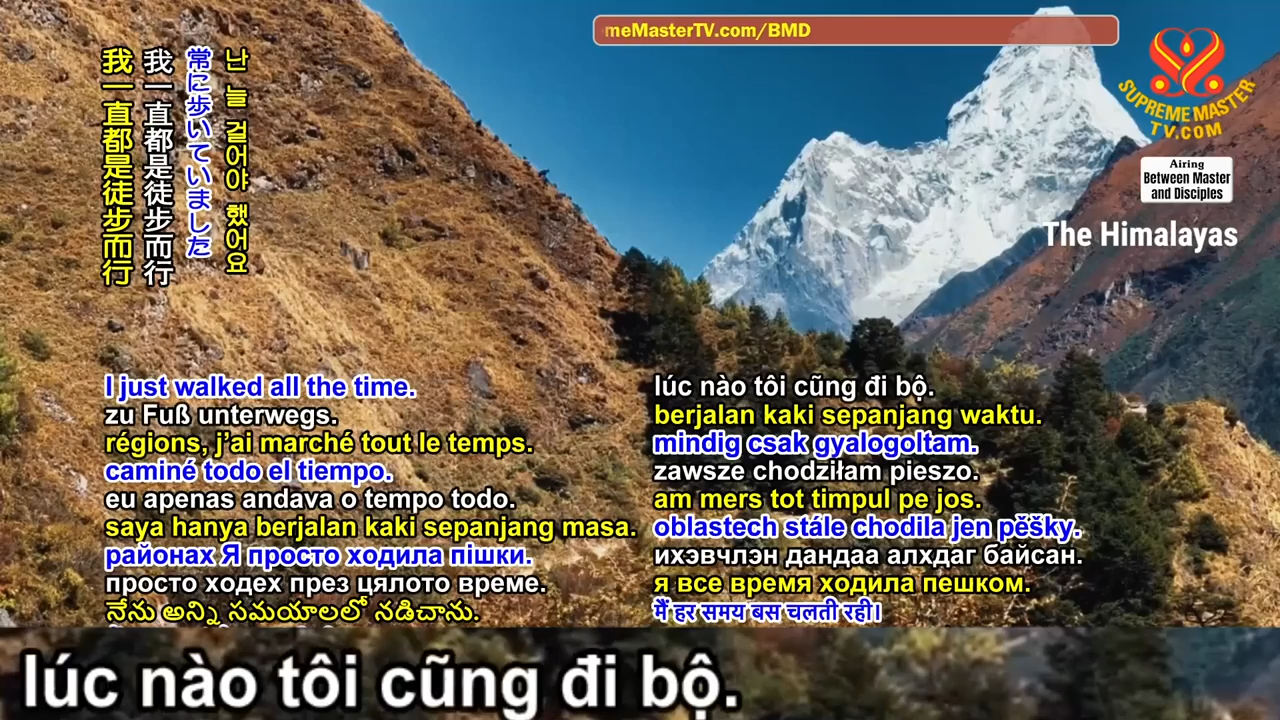 meMasterTV.com/BMD
SUPREME MASTER
TV.COM
Airing
Between Master
and Disciples
The Himalayas
난 늘 걸어야 했어요
常に歩いていました
我一直都是徒步而行
我一直都是徒步而行
I just walked all the time.
zu Fuß unterwegs.
régions, j'ai marché tout le temps.
caminé todo el tiempo.
eu apenas andava o tempo todo.
saya hanya berjalan kaki sepanjang masa.
районах Я просто ходила пішки.
просто ходех през цялото време.
నేను అన్ని సమయాలలో నడిచాను.
lúc nào tôi cũng đi bộ.
berjalan kaki sepanjang waktu.
mindig csak gyalogoltam.
zawsze chodziłam pieszo.
am mers tot timpul pe jos.
oblastech stále chodila jen pěšky.
ихэвчлэн дандаа алхдаг байсан.
я все время ходила пешком.
मैं हर समय बस चलती रही।
lúc nào tôi cũng đi bộ.